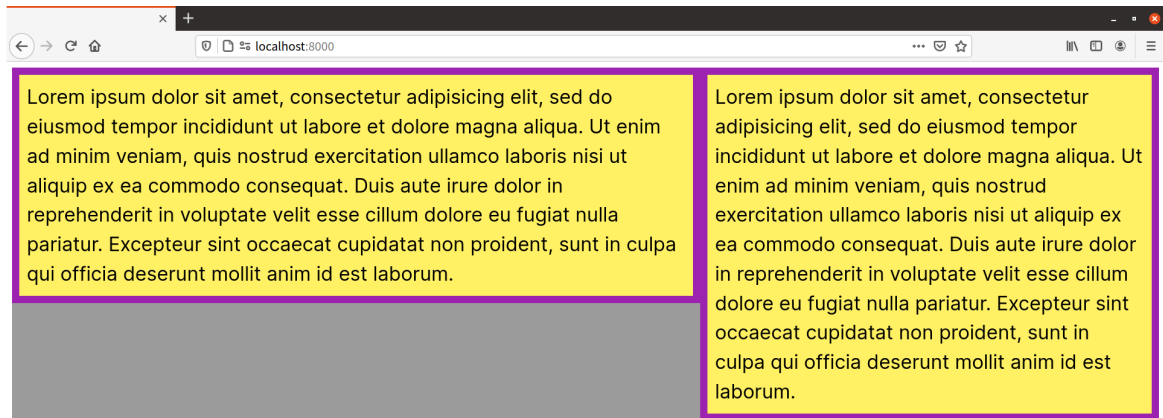 localhost:8000
Lorem ipsum dolor sit amet, consectetur adipisicing elit, sed do
eiusmod tempor incididunt ut labore et dolore magna aliqua. Ut enim
ad minim veniam, quis nostrud exercitation ullamco laboris nisi ut
aliquip ex ea commodo consequat. Duis aute irure dolor in
reprehenderit in voluptate velit esse cillum dolore eu fugiat nulla
pariatur. Excepteur sint occaecat cupidatat non proident, sunt in culpa
qui officia deserunt mollit anim id est laborum.
Lorem ipsum dolor sit amet, consectetur
adipisicing elit, sed do eiusmod tempor
incididunt ut labore et dolore magna aliqua. Ut
enim ad minim veniam, quis nostrud
exercitation ullamco laboris nisi ut aliquip ex
ea commodo consequat. Duis aute irure dolor
in reprehenderit in voluptate velit esse cillum
dolore eu fugiat nulla pariatur. Excepteur sint
occaecat cupidatat non proident, sunt in
culpa qui officia deserunt mollit anim id est
laborum.